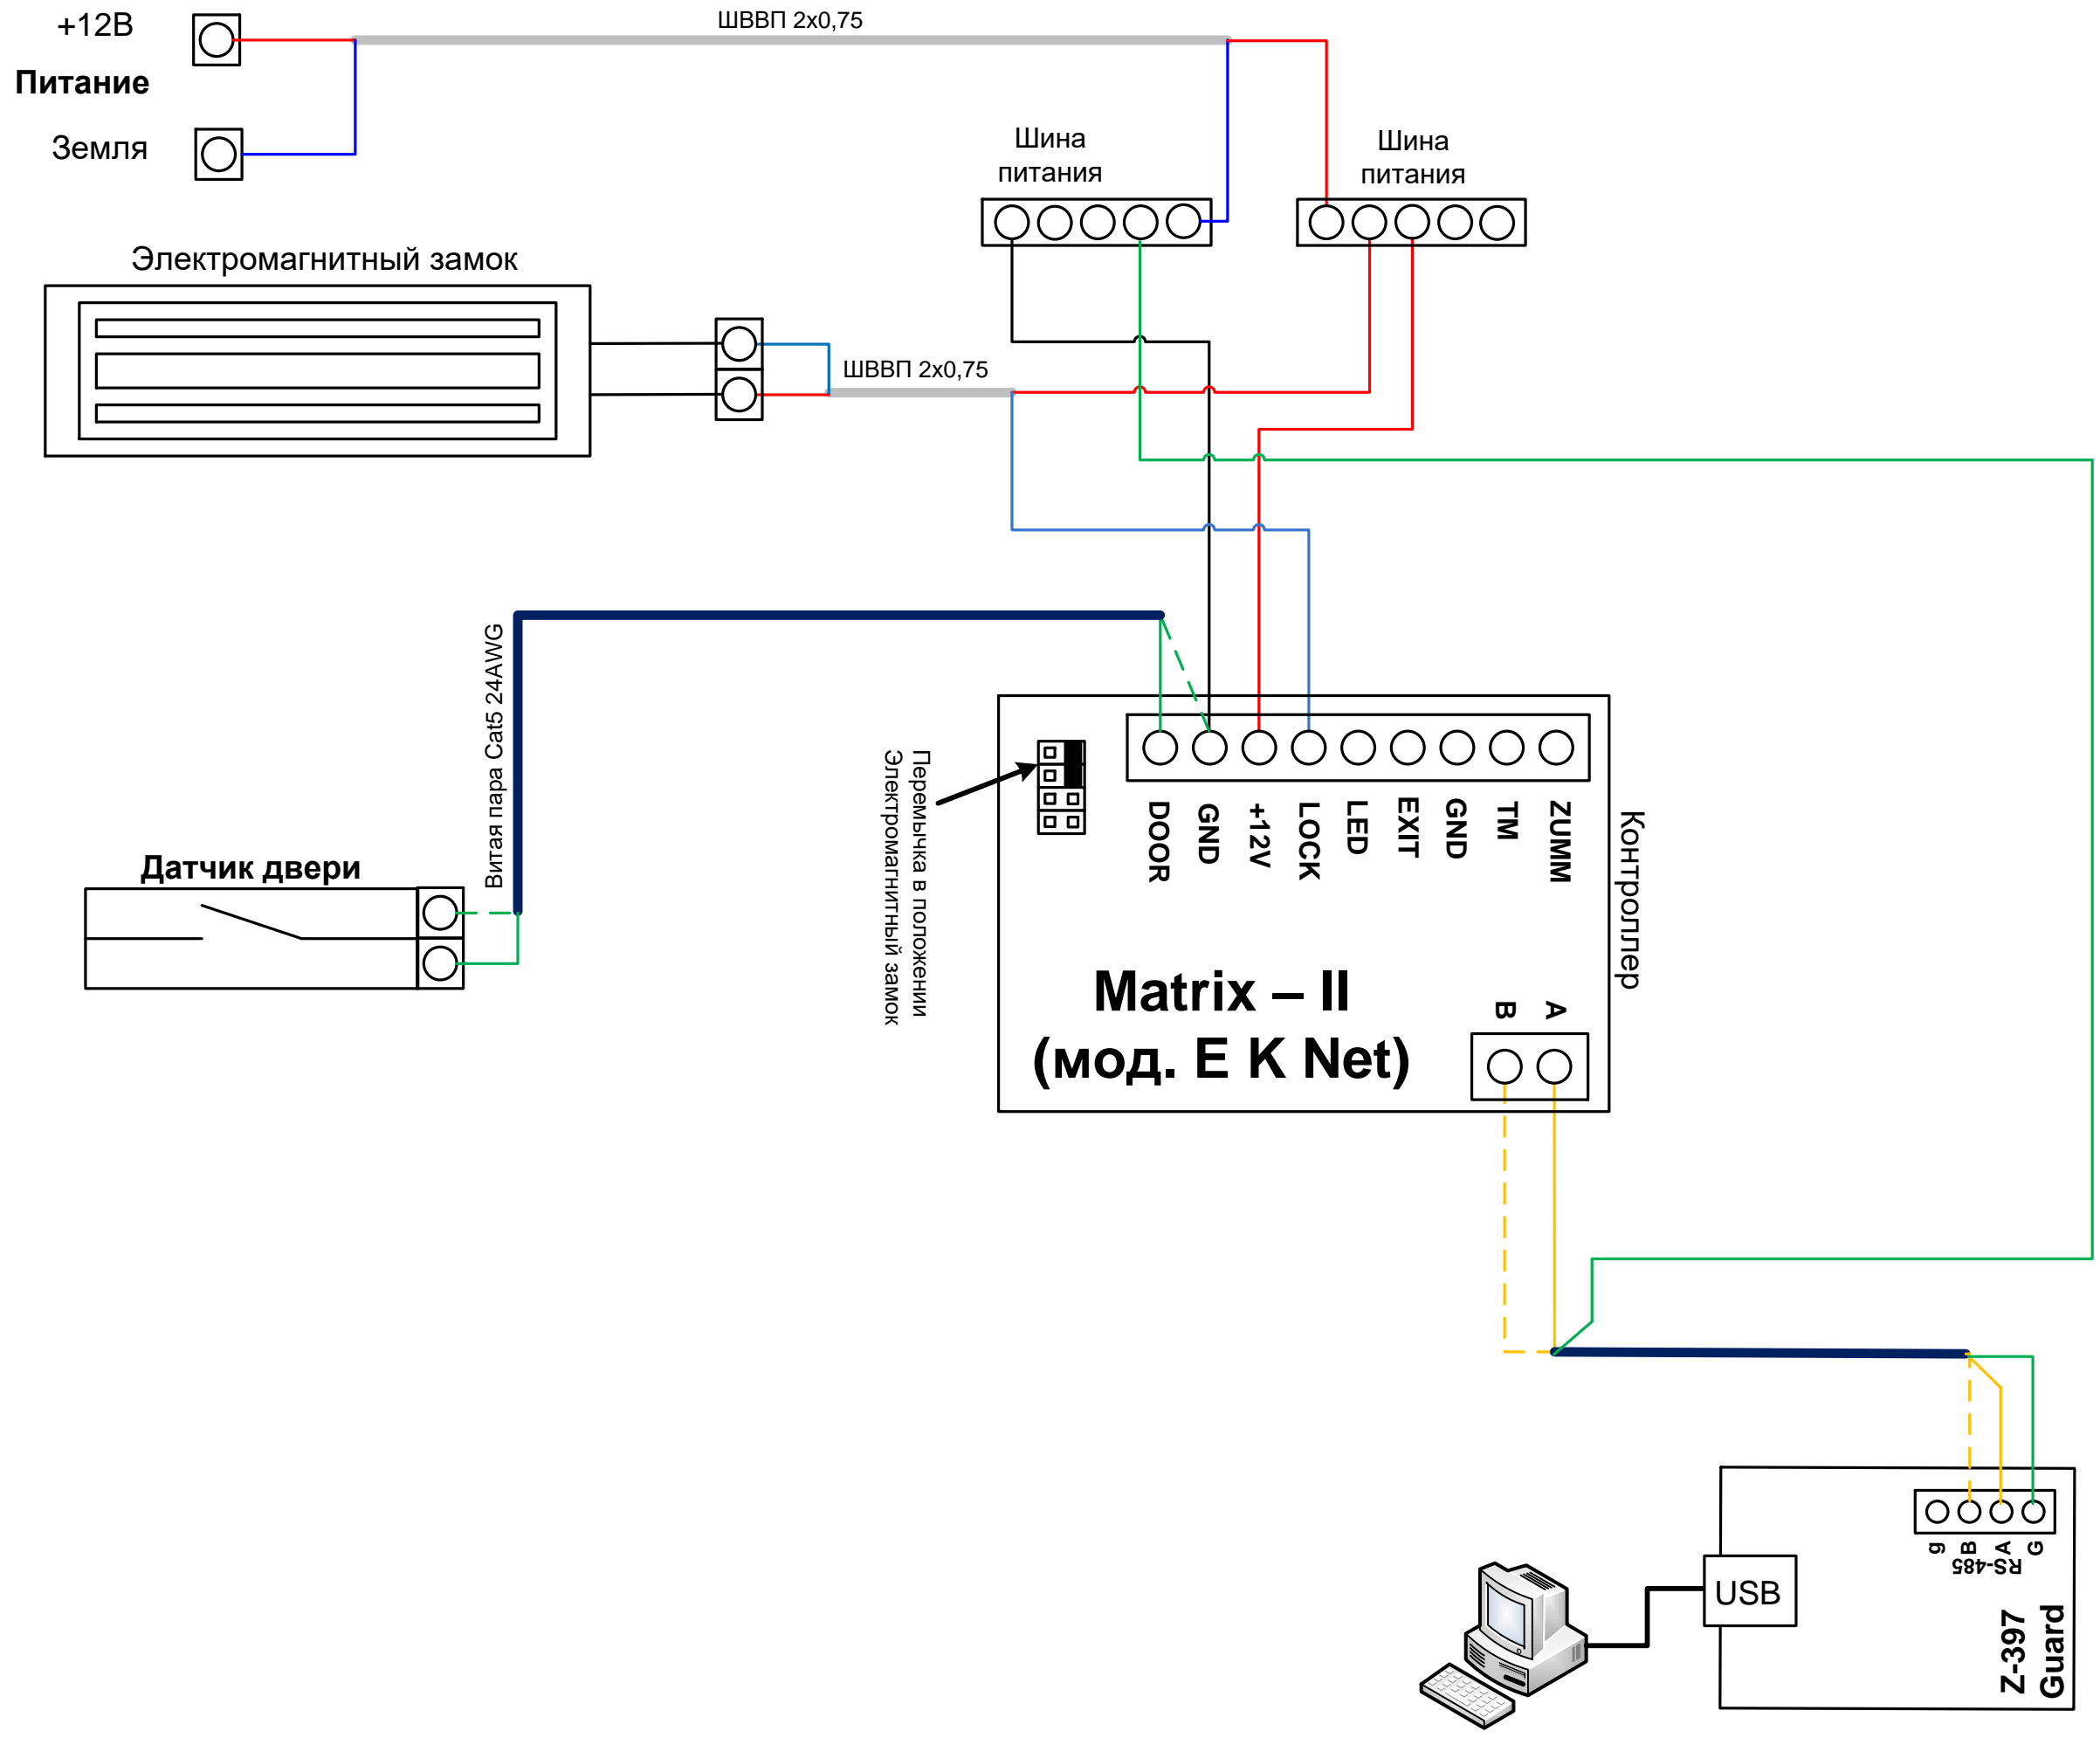 +12В
ШВВП 2x0,75
Питание
Земля
Шина
питания
Шина
питания
Электромагнитный замок
ШВВП 2x0,75
Витая пара Cat5 24AWG
Датчик двери
Перемычка в положении
Электромагнитный замок
DOOR
GND
+12V
LOCK
LED
EXIT
GND
TM
ZUMM
Контроллер
Matrix – II
(мод. E K Net)
B
A
g
B
A
G
RS-485
USB
Z-397
Guard